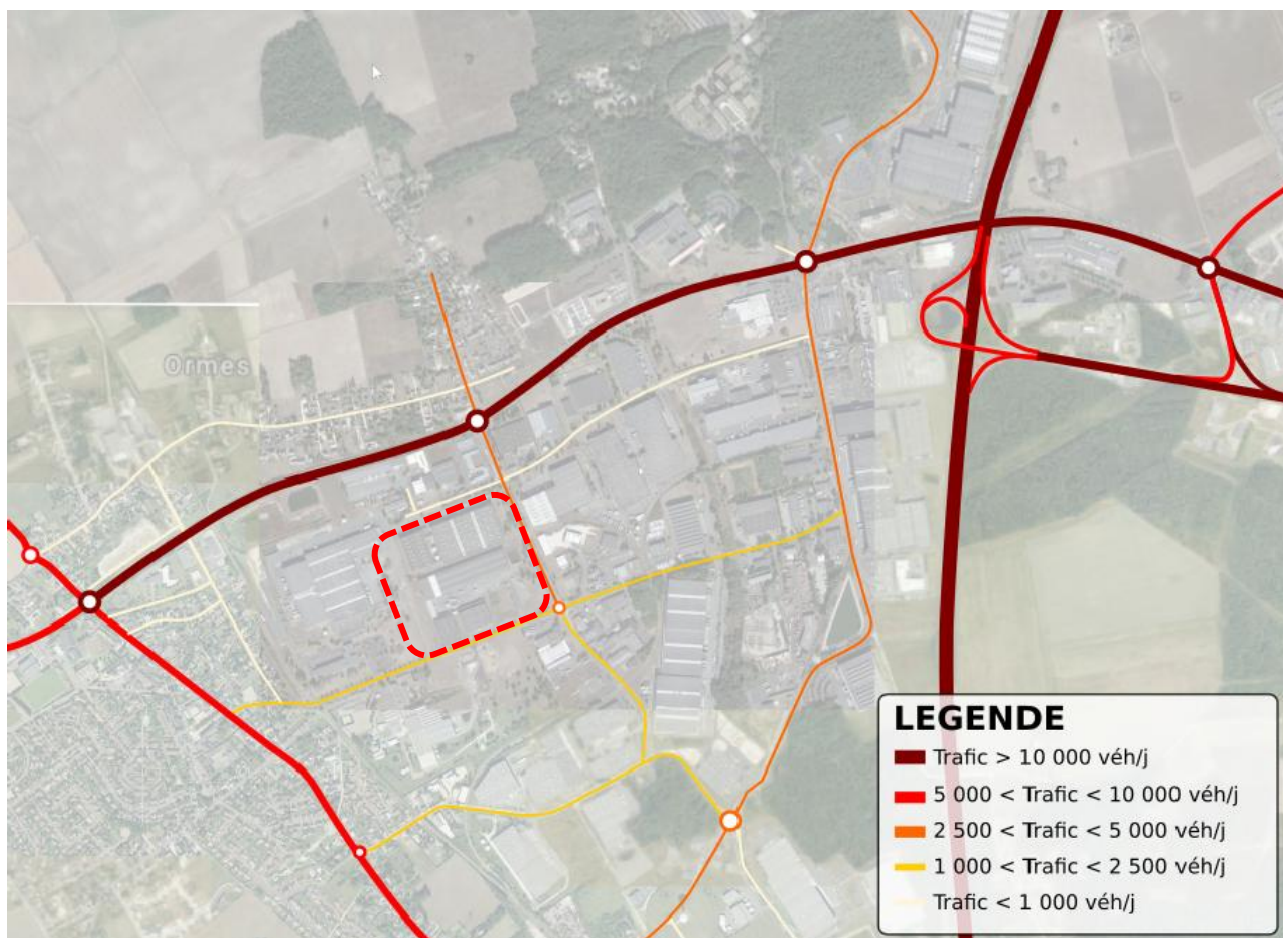 Ormes
LEGENDE
Trafic > 10 000 véh/j
5 000 < Trafic < 10 000 véh/j
2 500 < Trafic < 5 000 véh/j
1 000 < Trafic < 2 500 véh/j
Trafic < 1 000 véh/j